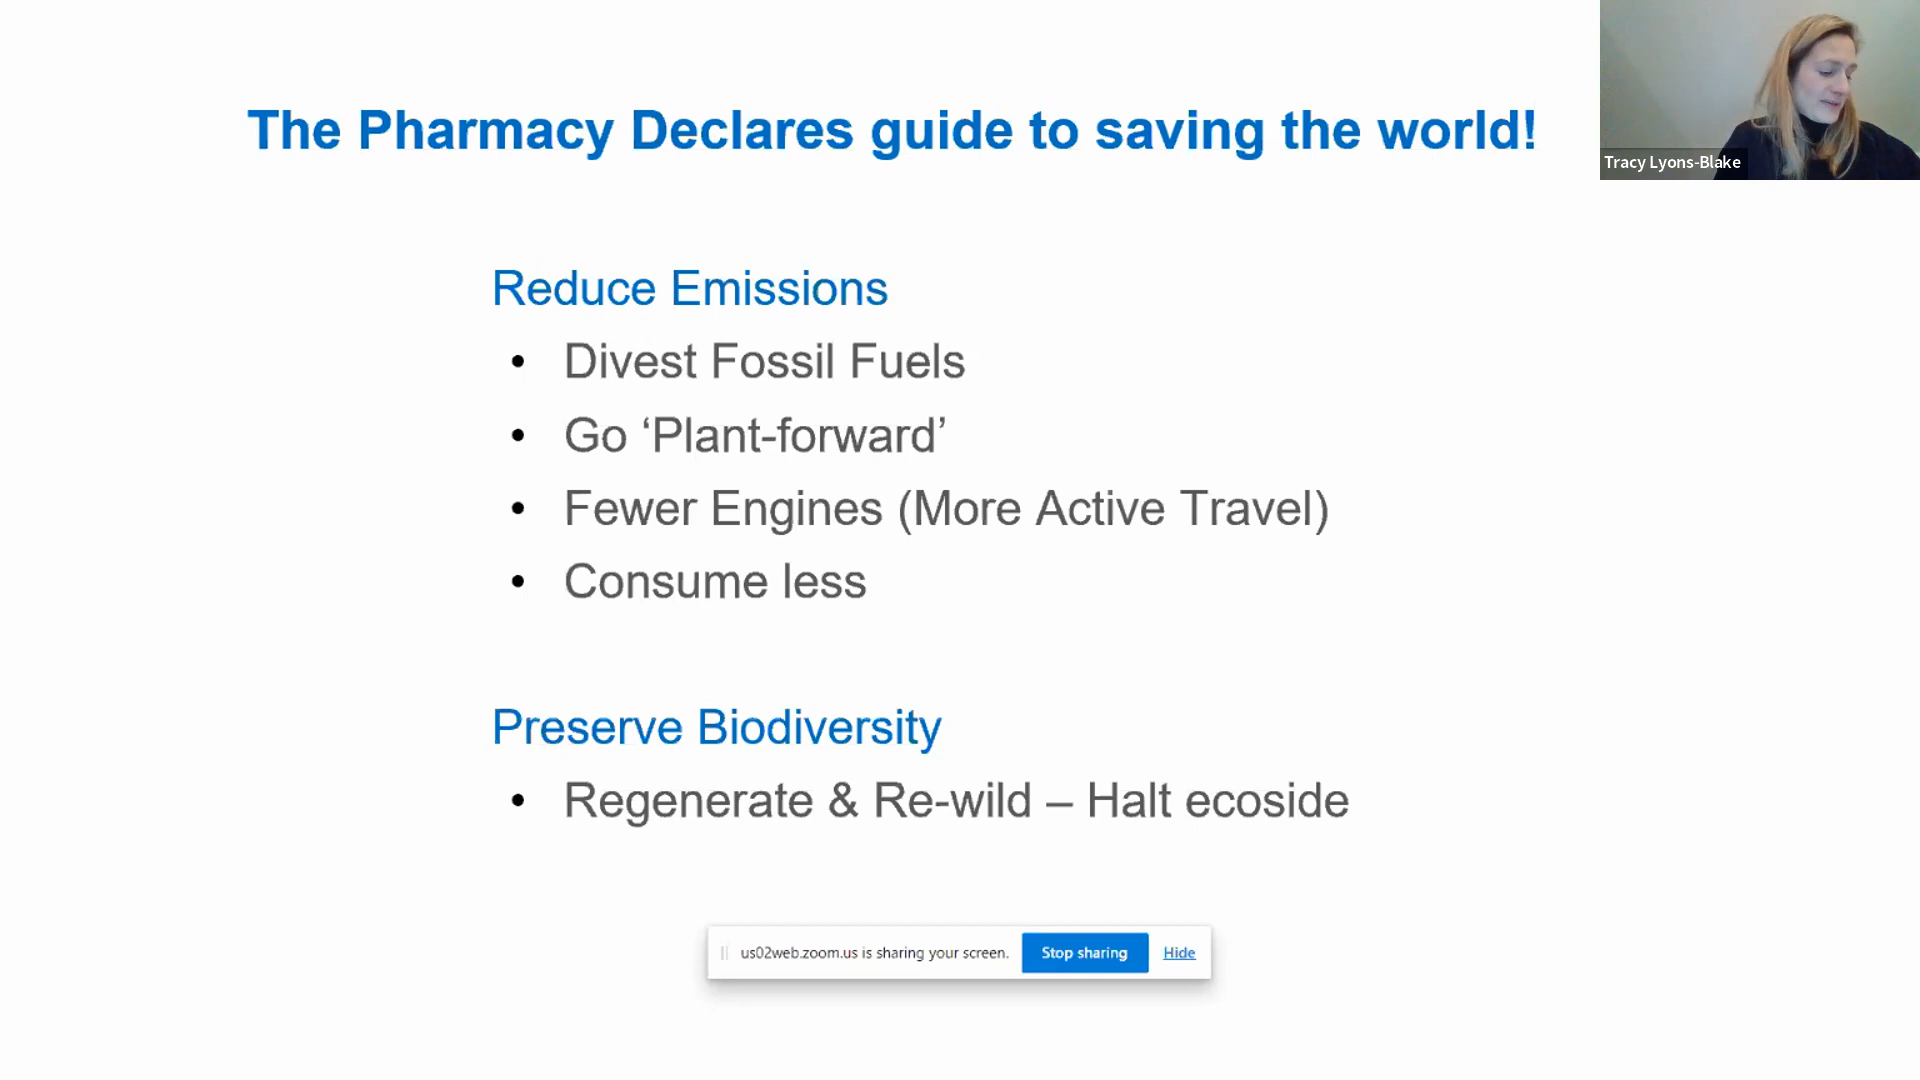 The Pharmacy Declares guide to saving the world!
Tracy Lyons-Blake
Reduce Emissions
• Divest Fossil Fuels
• Go ‘Plant-forward’
• Fewer Engines (More Active Travel)
• Consume less
Preserve Biodiversity
• Regenerate & Re-wild – Halt ecoside
us02web.zoom.us is sharing your screen. Stop sharing Hide